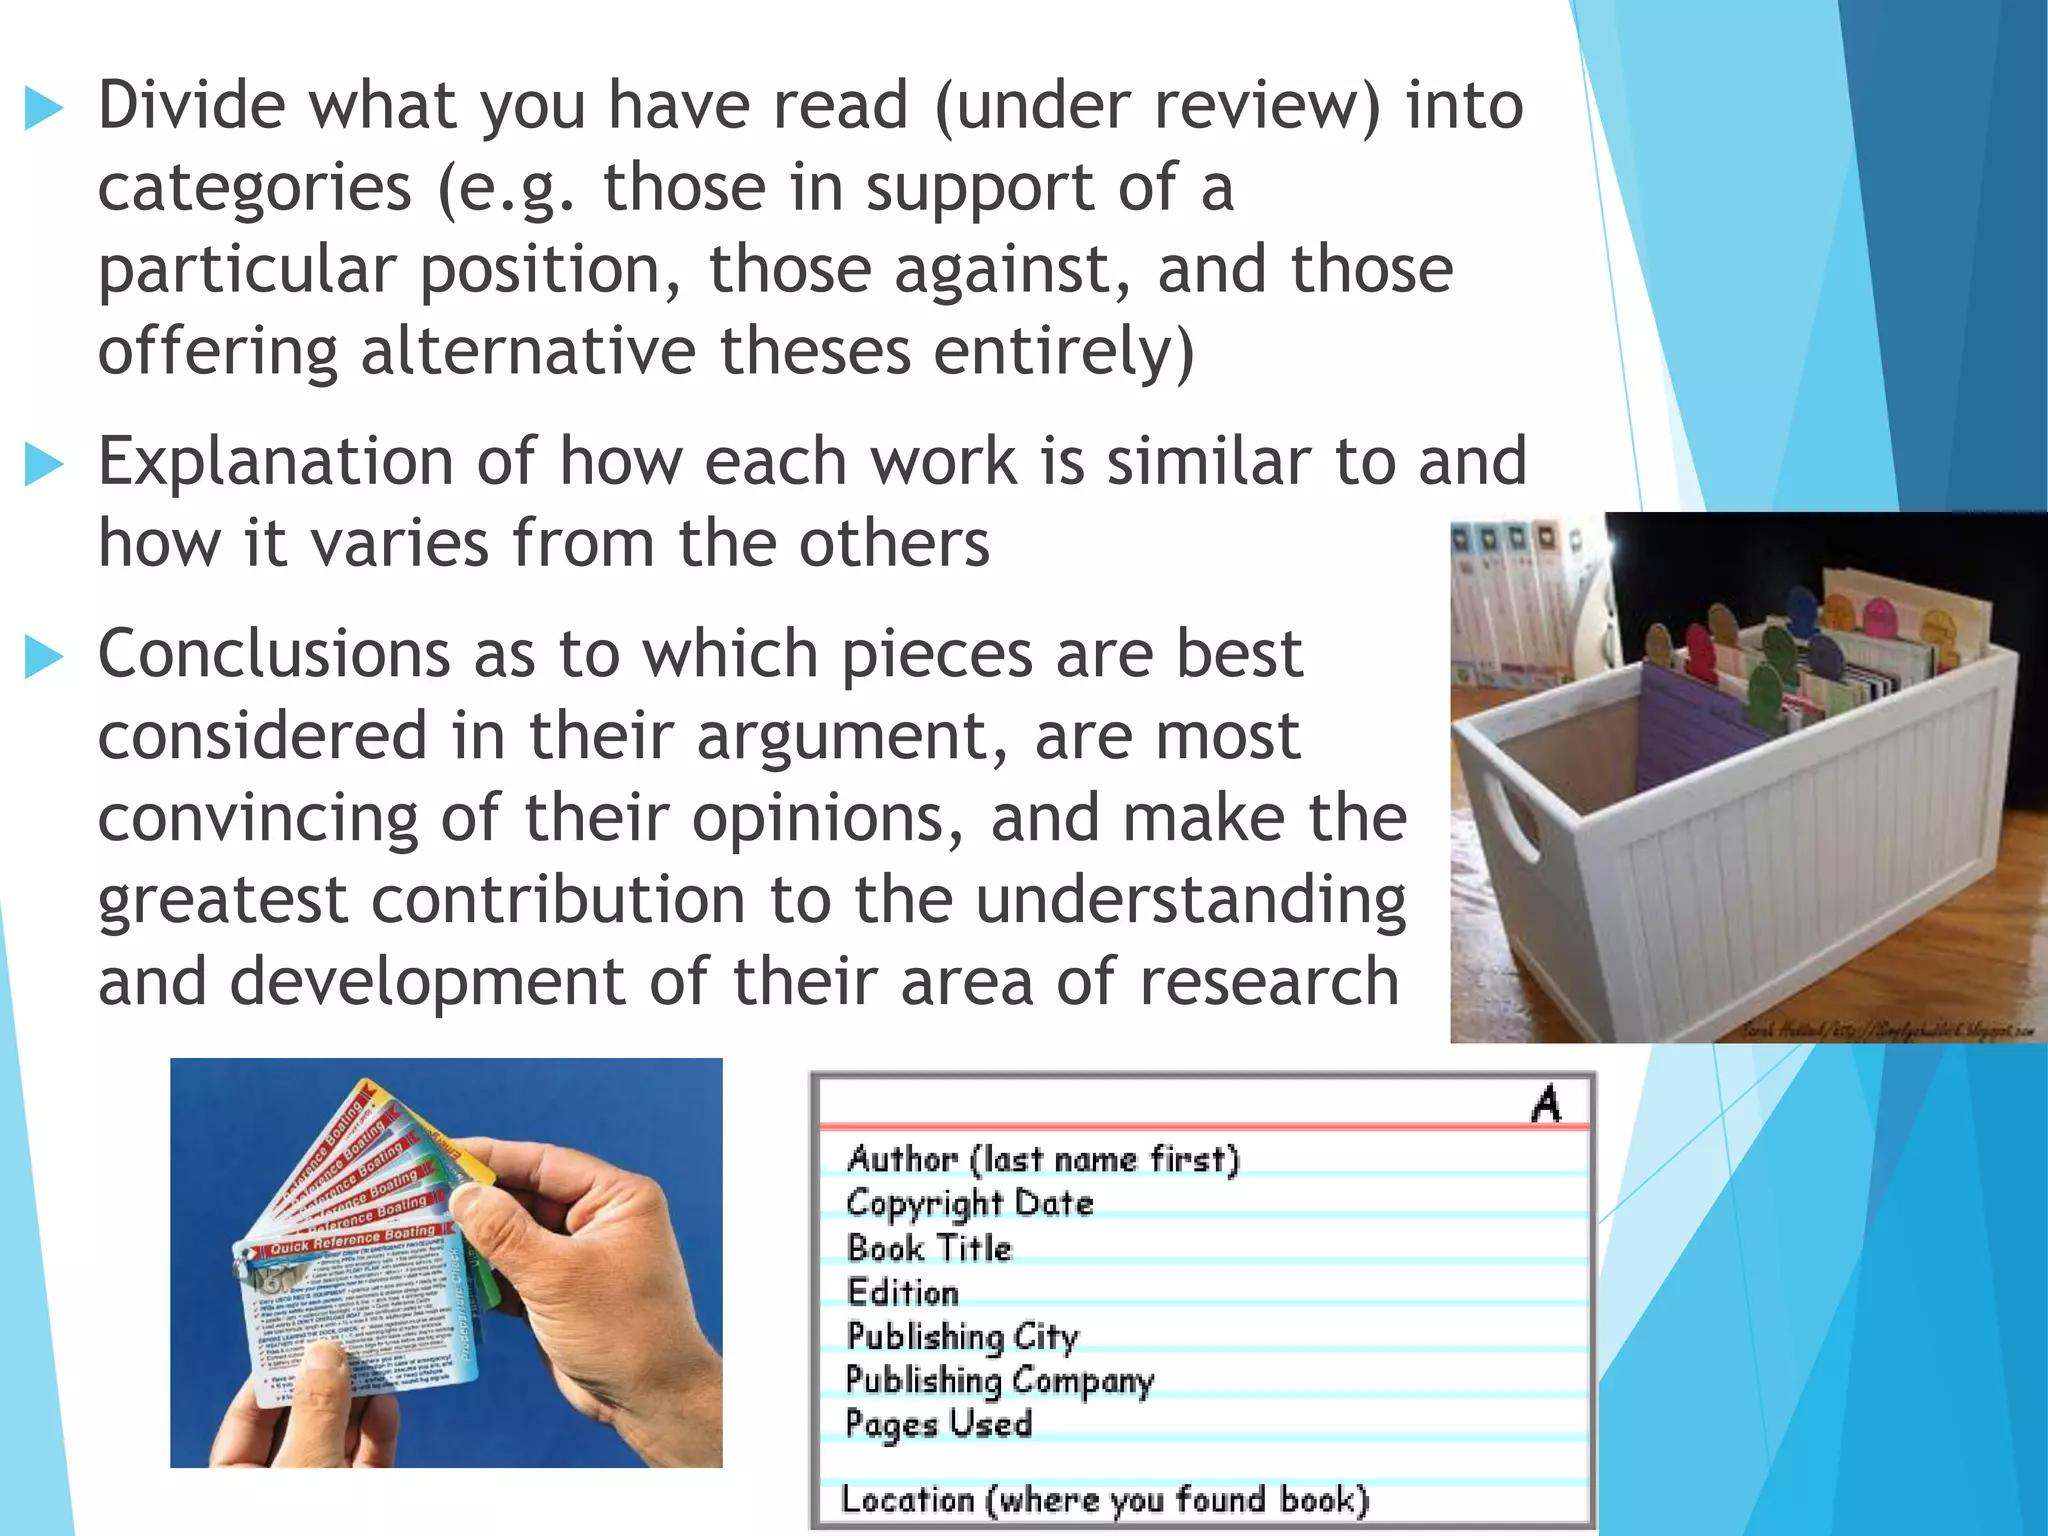 Divide what you have read (under review) into
categories (e.g. those in support of a
particular position, those against, and those
offering alternative theses entirely)
Explanation of how each work is similar to and
how it varies from the others
Conclusions as to which pieces are best
considered in their argument, are most
convincing of their opinions, and make the
greatest contribution to the understanding
and development of their area of research
Quick Reference Boating
A
Author (last name first)
Copyright Date
Book Title
Edition
Publishing City
Publishing Company
Pages Used
Location (where you found book)